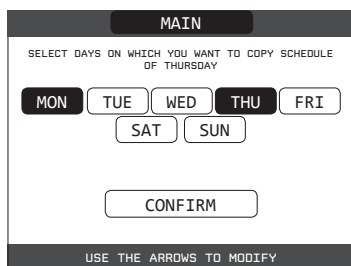 MAIN
SELECT DAYS ON WHICH YOU WANT TO COPY SCHEDULE
OF THURSDAY
MON TUE WED THU FRI
SAT SUN
CONFIRM
USE THE ARROWS TO MODIFY